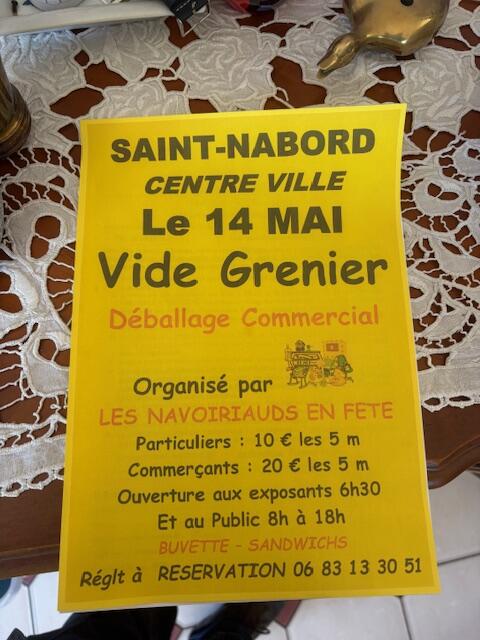 SAINT-NABORD
CENTRE VILLE
Le 14 MAI
Vide Grenier
Déballage Commercial
Organisé par
LES NAVOIRIAUDS EN FETE
Particuliers : 10 € les 5 m
Commerçants : 20 € les 5 m
Ouverture aux exposants 6h30
Et au Public 8h à 18h
BUVETTE - SANDWICHS
Réglt à RESERVATION 06 83 13 30 51